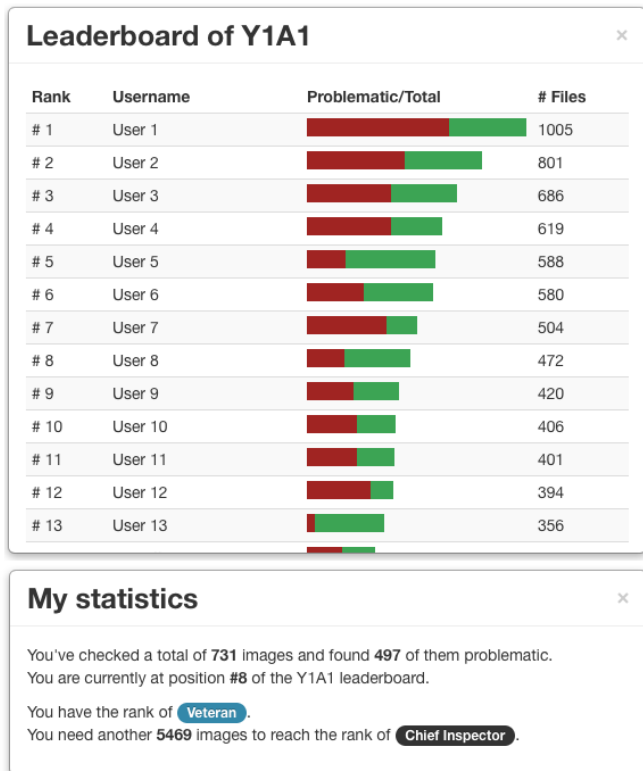 Leaderboard of Y1A1 ×
Rank Username Problematic/Total # Files
# 1 User 1 1005
# 2 User 2 801
# 3 User 3 686
# 4 User 4 619
# 5 User 5 588
# 6 User 6 580
# 7 User 7 504
# 8 User 8 472
# 9 User 9 420
# 10 User 10 406
# 11 User 11 401
# 12 User 12 394
# 13 User 13 356
My statistics ×
You've checked a total of 731 images and found 497 of them problematic.
You are currently at position #8 of the Y1A1 leaderboard.
You have the rank of Veteran.
You need another 5469 images to reach the rank of Chief Inspector.